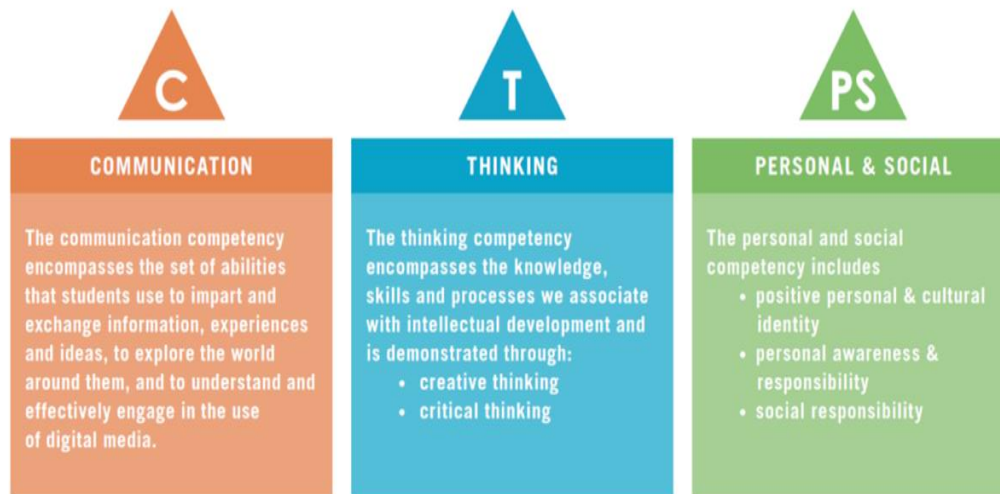 C
COMMUNICATION
The communication competency
encompasses the set of abilities
that students use to impart and
exchange information, experiences
and ideas, to explore the world
around them, and to understand and
effectively engage in the use
of digital media.
T
THINKING
The thinking competency
encompasses the knowledge,
skills and processes we associate
with intellectual development and
is demonstrated through:
• creative thinking
• critical thinking
PS
PERSONAL & SOCIAL
The personal and social
competency includes
• positive personal & cultural
identity
• personal awareness &
responsibility
• social responsibility